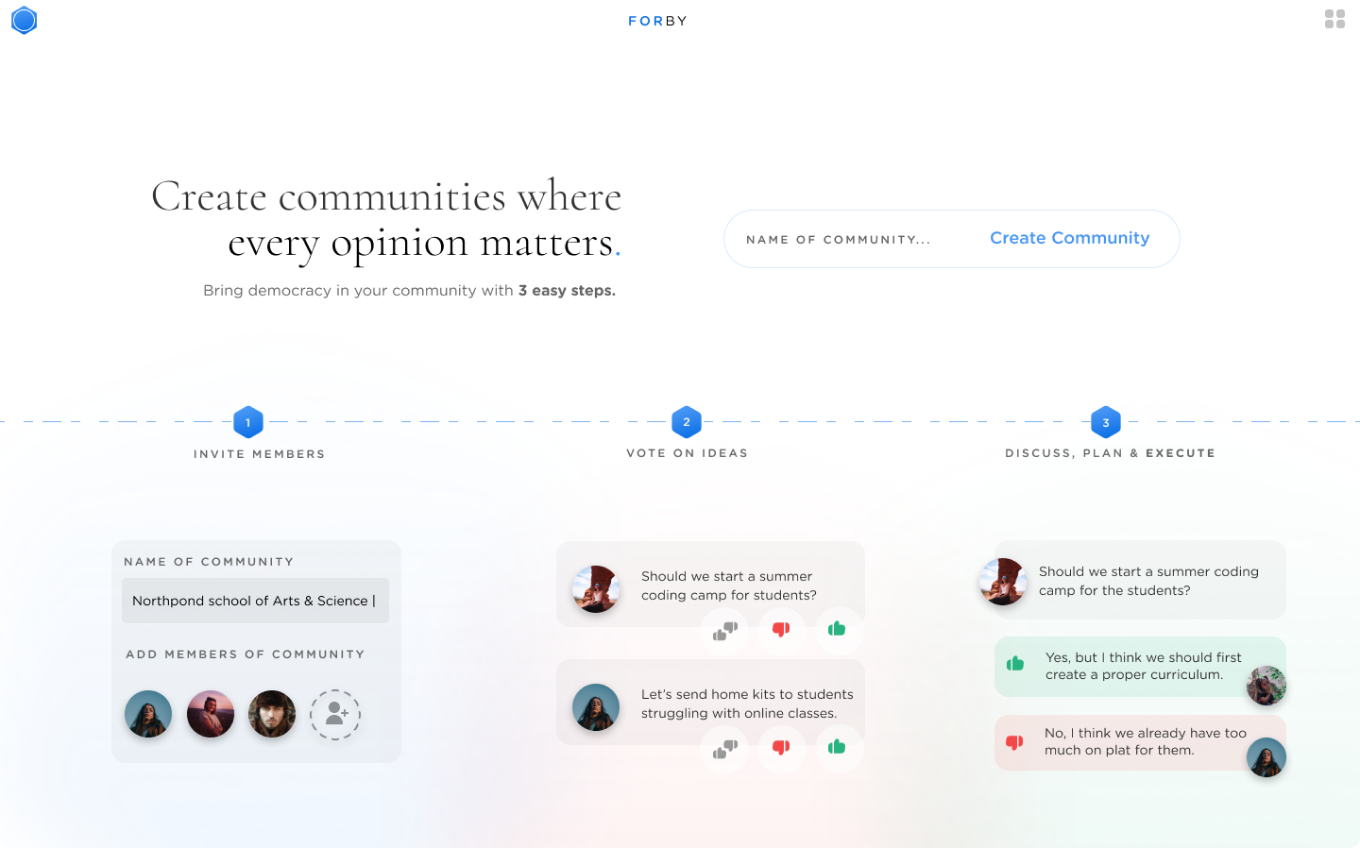 FORBY
Create communities where
every opinion matters.
Bring democracy in your community with 3 easy steps.
NAME OF COMMUNITY...
Create Community
1
INVITE MEMBERS
2
VOTE ON IDEAS
3
DISCUSS, PLAN & EXECUTE
NAME OF COMMUNITY
Northpond school of Arts & Science |
ADD MEMBERS OF COMMUNITY
Should we start a summer
coding camp for students?
Let's send home kits to students
struggling with online classes.
Should we start a summer coding
camp for the students?
Yes, but I think we should first
create a proper curriculum.
No, I think we already have too
much on plat for them.